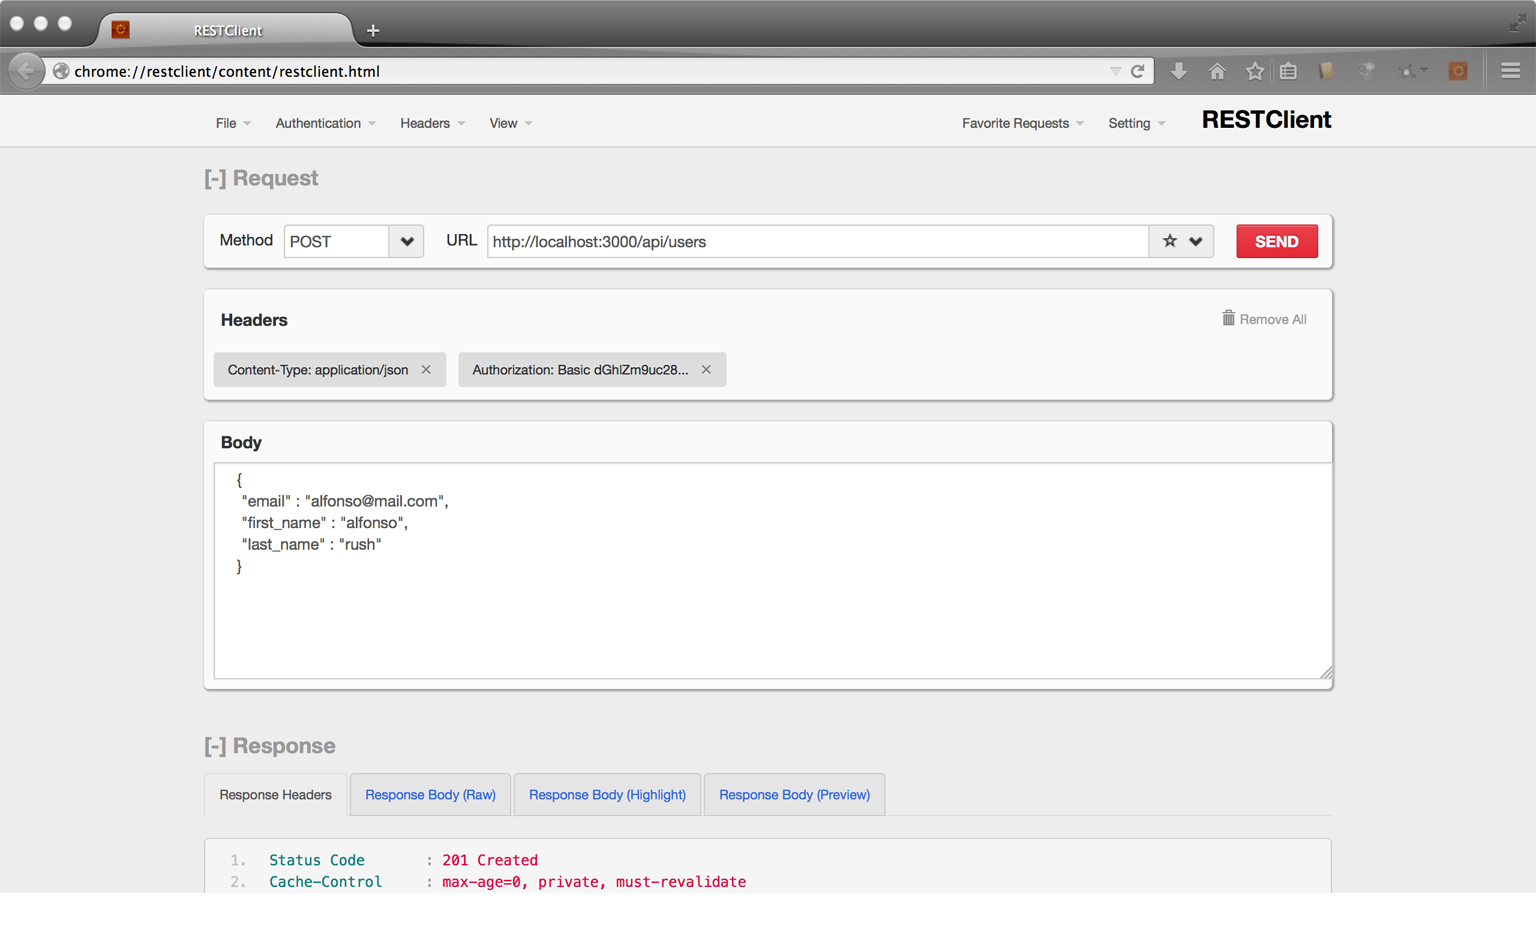 RESTClient
chrome://restclient/content/restclient.html
File Authentication Headers View Favorite Requests Setting RESTClient
[-] Request
Method POST URL http://localhost:3000/api/users SEND
Headers Remove All
Content-Type: application/json × Authorization: Basic dGhlZm9uc28... ×
Body
{
"email" : "alfonso@mail.com",
"first_name" : "alfonso",
"last_name" : "rush"
}
[-] Response
Response Headers Response Body (Raw) Response Body (Highlight) Response Body (Preview)
1. Status Code : 201 Created
2. Cache-Control : max-age=0, private, must-revalidate